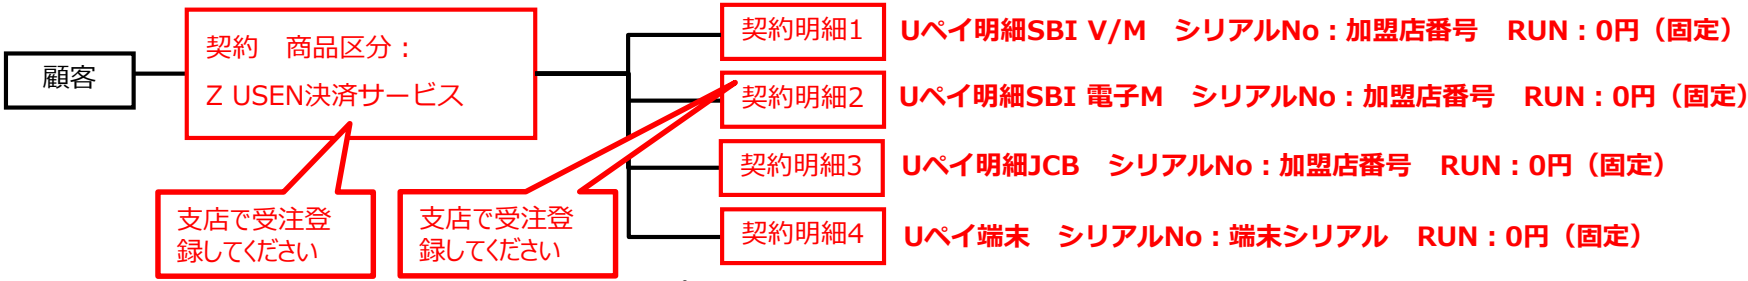 顧客
契約　商品区分：
Z USEN決済サービス
支店で受注登
録してください
支店で受注登
録してください
契約明細1　Uペイ明細SBI V/M　シリアルNo：加盟店番号　RUN：0円（固定）
契約明細2　Uペイ明細SBI 電子M　シリアルNo：加盟店番号　RUN：0円（固定）
契約明細3　Uペイ明細JCB　シリアルNo：加盟店番号　RUN：0円（固定）
契約明細4　Uペイ端末　シリアルNo：端末シリアル　RUN：0円（固定）